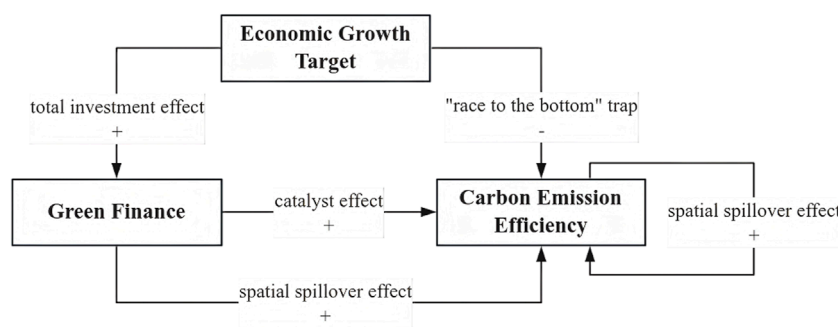 Economic Growth
Target
total investment effect
+
"race to the bottom" trap
-
Green Finance
catalyst effect
+
Carbon Emission
Efficiency
spatial spillover effect
+
spatial spillover effect
+